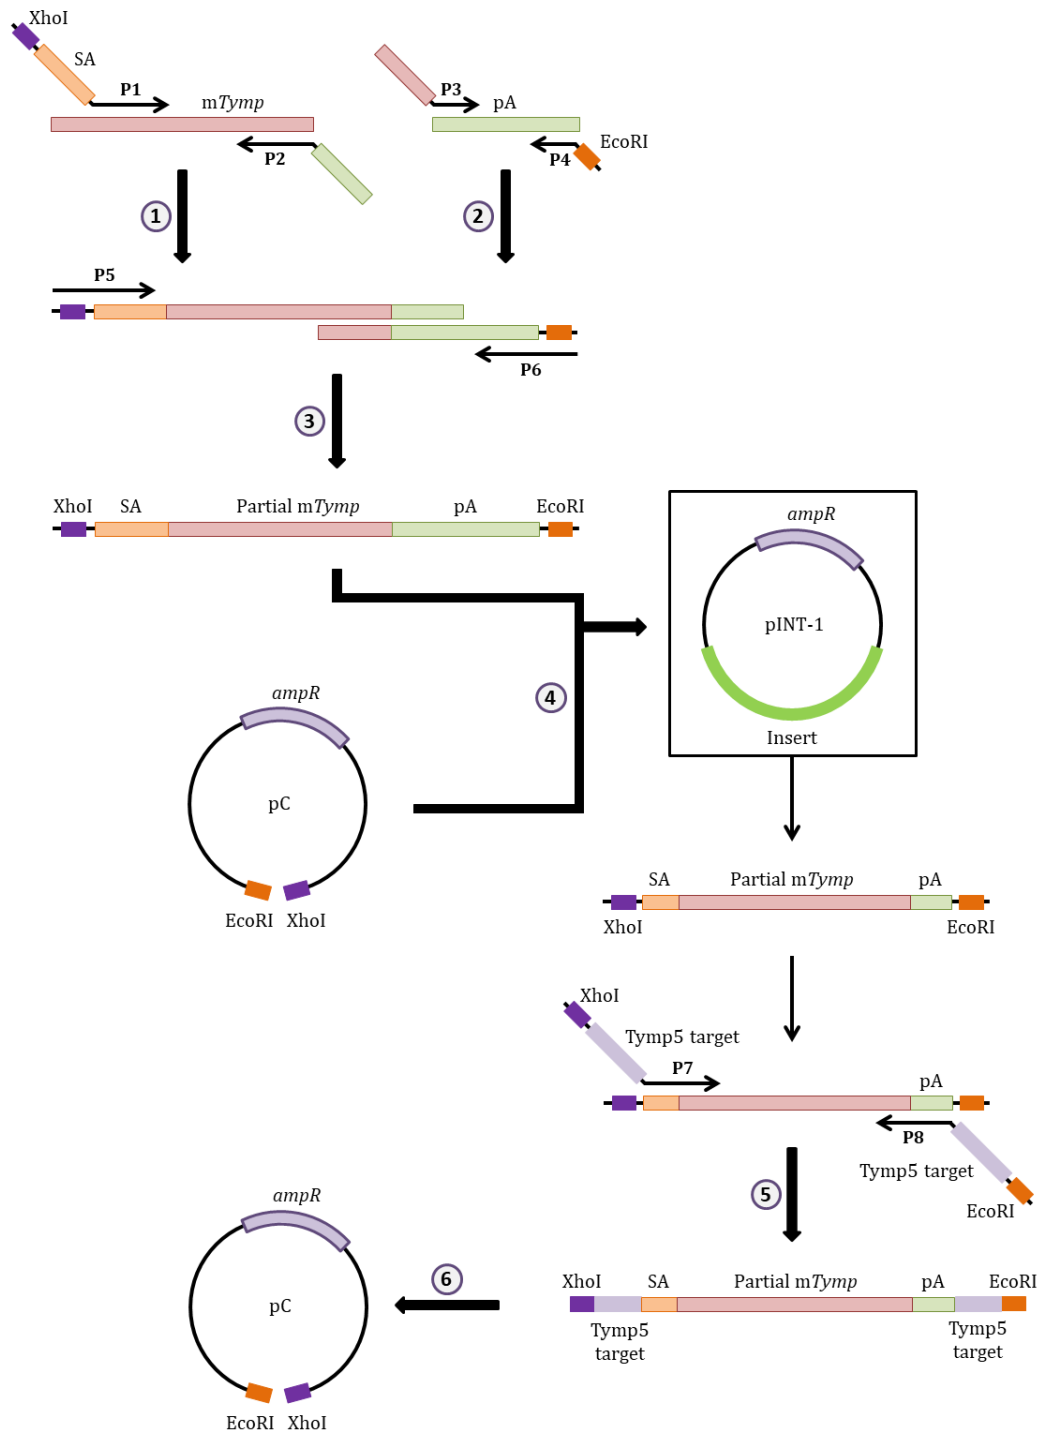 XhoI
SA
P1
mTymp
P2
P3
pA
EcoRI
P4
1
2
P5
P6
3
XhoI
SA
Partial mTymp
pA
EcoRI
ampR
pINT-1
Insert
4
ampR
pC
EcoRI
XhoI
SA
Partial mTymp
pA
XhoI
EcoRI
XhoI
Tymp5 target
P7
pA
P8
Tymp5 target
EcoRI
5
XhoI
SA
Partial mTymp
pA
EcoRI
Tymp5
target
Tymp5
target
6
ampR
pC
EcoRI
XhoI